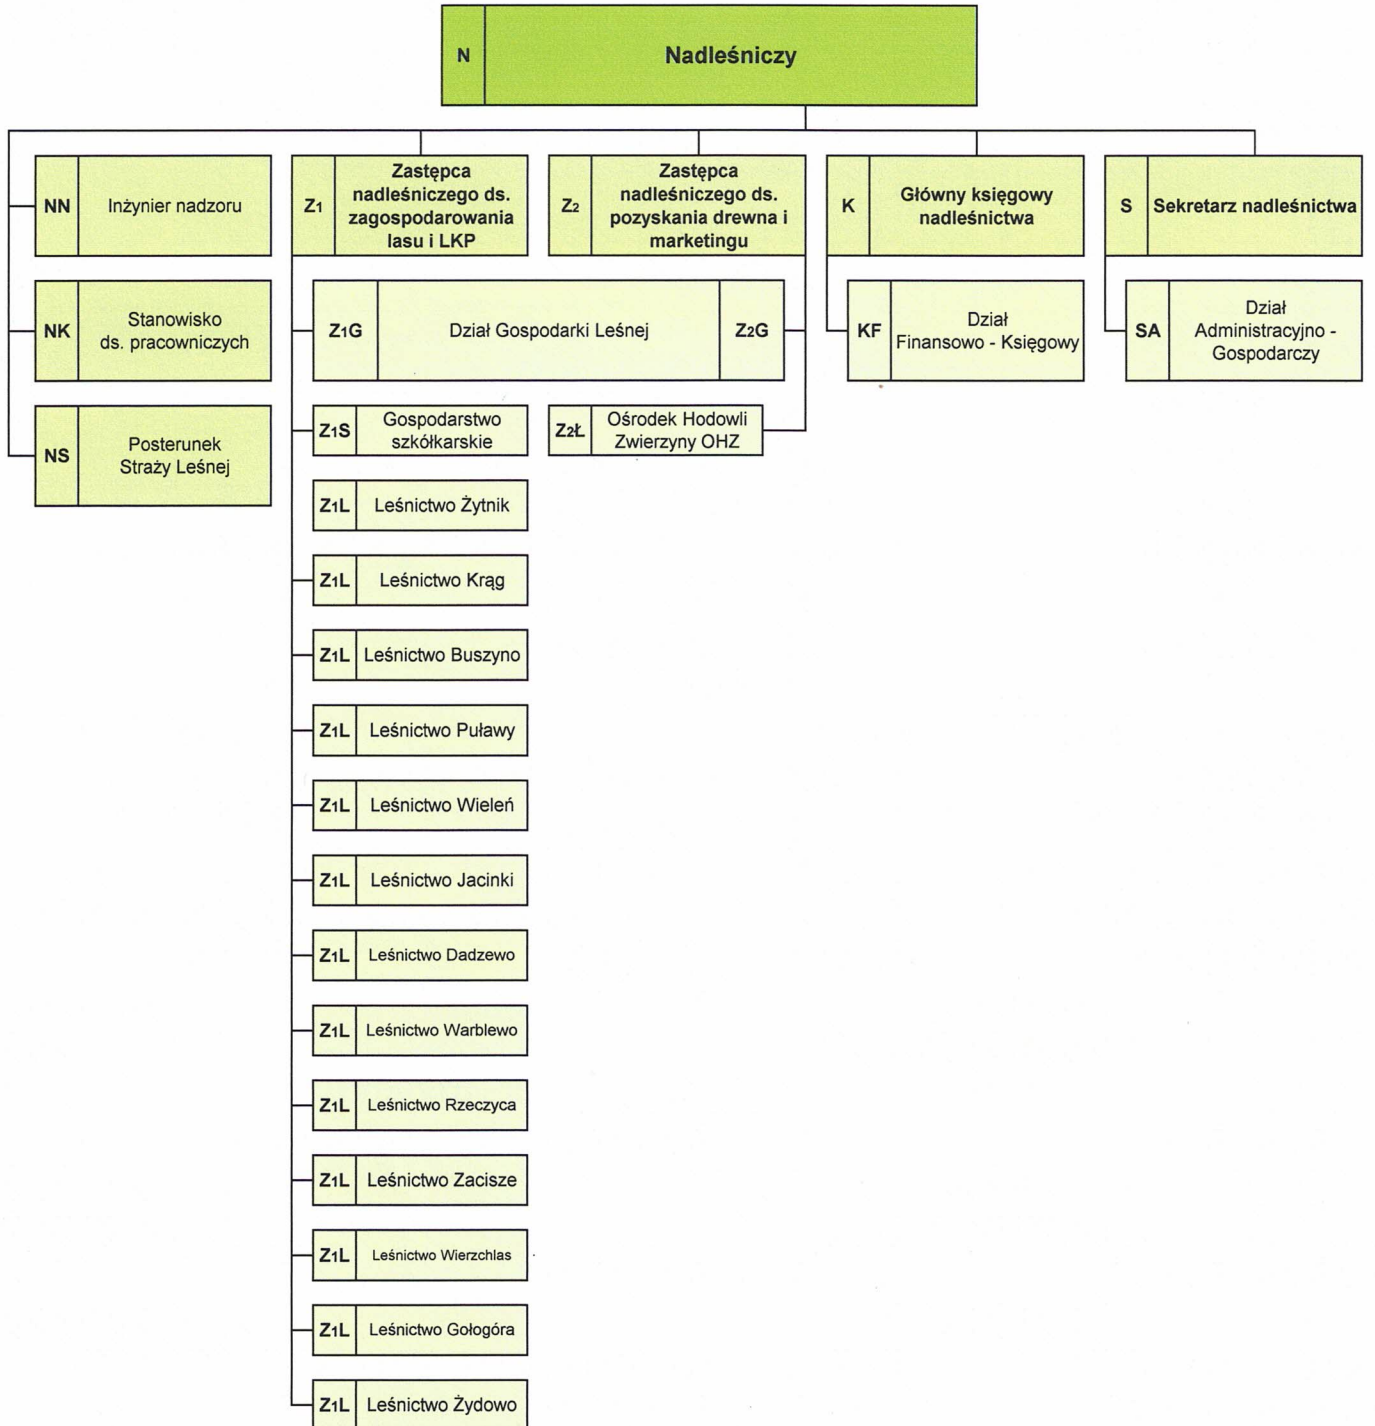 N
Nadleśniczy
NN
Inżynier nadzoru
Z1
Zastępca
nadleśniczego ds.
zagospodarowania
lasu i LKP
Z2
Zastępca
nadleśniczego ds.
pozyskania drewna i
marketingu
K
Główny księgowy
nadleśnictwa
S
Sekretarz nadleśnictwa
NK
Stanowisko
ds. pracowniczych
Z1G
Dział Gospodarki Leśnej
Z2G
KF
Dział
Finansowo - Księgowy
SA
Dział
Administracyjno -
Gospodarczy
NS
Posterunek
Straży Leśnej
Z1S
Gospodarstwo
szkółkarskie
Z2Ł
Ośrodek Hodowli
Zwierzyny OHZ
Z1L
Leśnictwo Żytnik
Z1L
Leśnictwo Krąg
Z1L
Leśnictwo Buszyno
Z1L
Leśnictwo Puławy
Z1L
Leśnictwo Wieleń
Z1L
Leśnictwo Jacinki
Z1L
Leśnictwo Dadzewo
Z1L
Leśnictwo Warblewo
Z1L
Leśnictwo Rzeczyca
Z1L
Leśnictwo Zacisze
Z1L
Leśnictwo Wierzchlas
Z1L
Leśnictwo Gołogóra
Z1L
Leśnictwo Żydowo